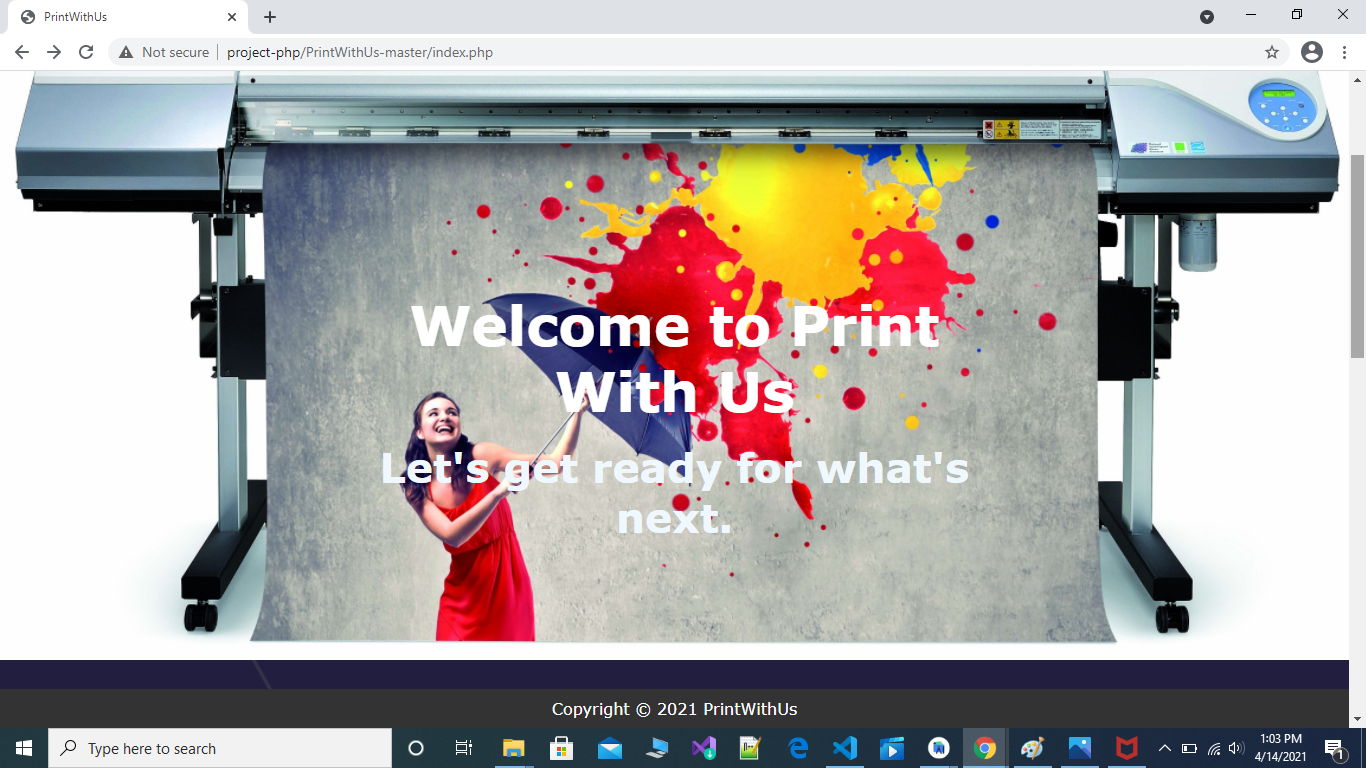 PrintWithUs
Not secure
project-php/PrintWithUs-master/index.php
Welcome to Print
With Us
Let's get ready for what's
next.
Copyright © 2021 PrintWithUs
Type here to search
1:03 PM
4/14/2021
1